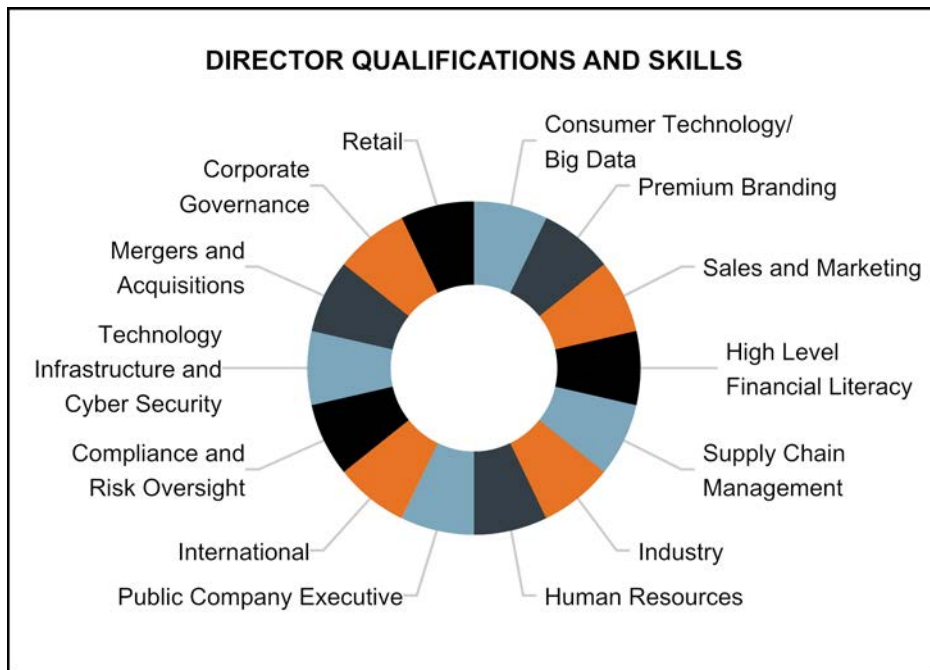 DIRECTOR QUALIFICATIONS AND SKILLS
Consumer Technology/
Big Data
Premium Branding
Sales and Marketing
High Level
Financial Literacy
Supply Chain
Management
Industry
Human Resources
Public Company Executive
International
Compliance and
Risk Oversight
Technology
Infrastructure and
Cyber Security
Mergers and
Acquisitions
Corporate
Governance
Retail